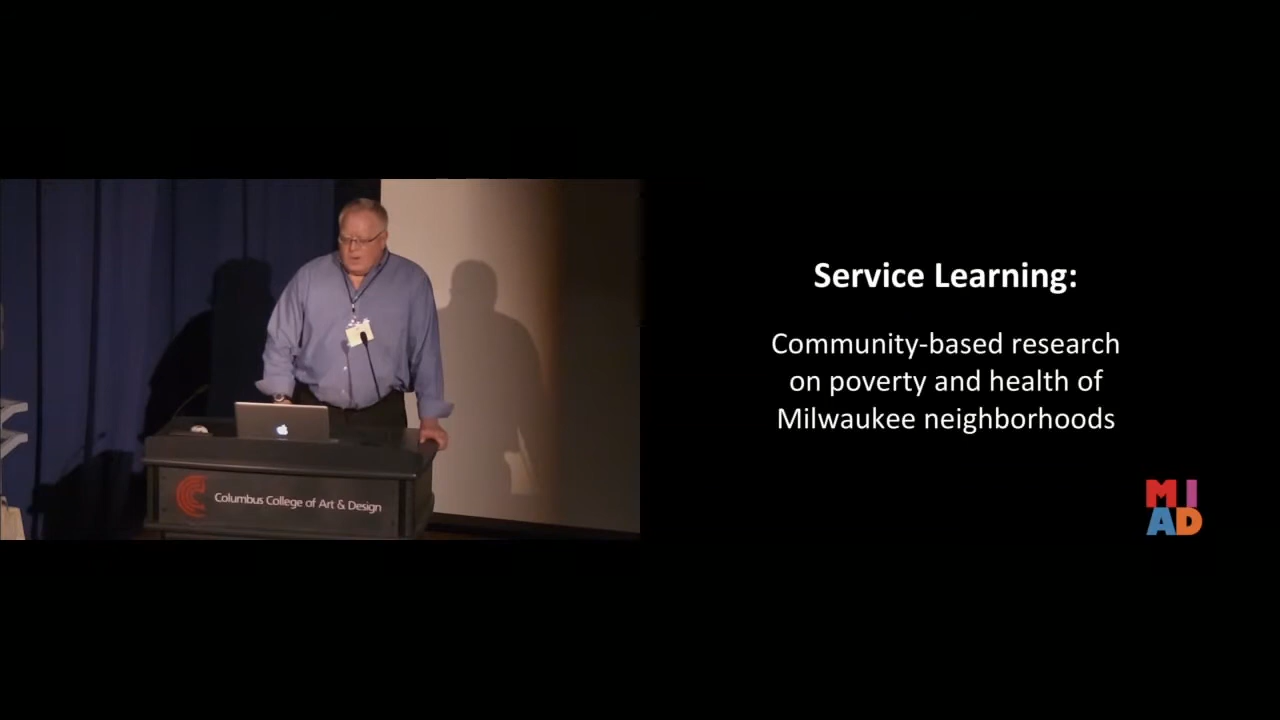 Columbus College of Art & Design
Service Learning:
Community-based research
on poverty and health of
Milwaukee neighborhoods
MI
AD